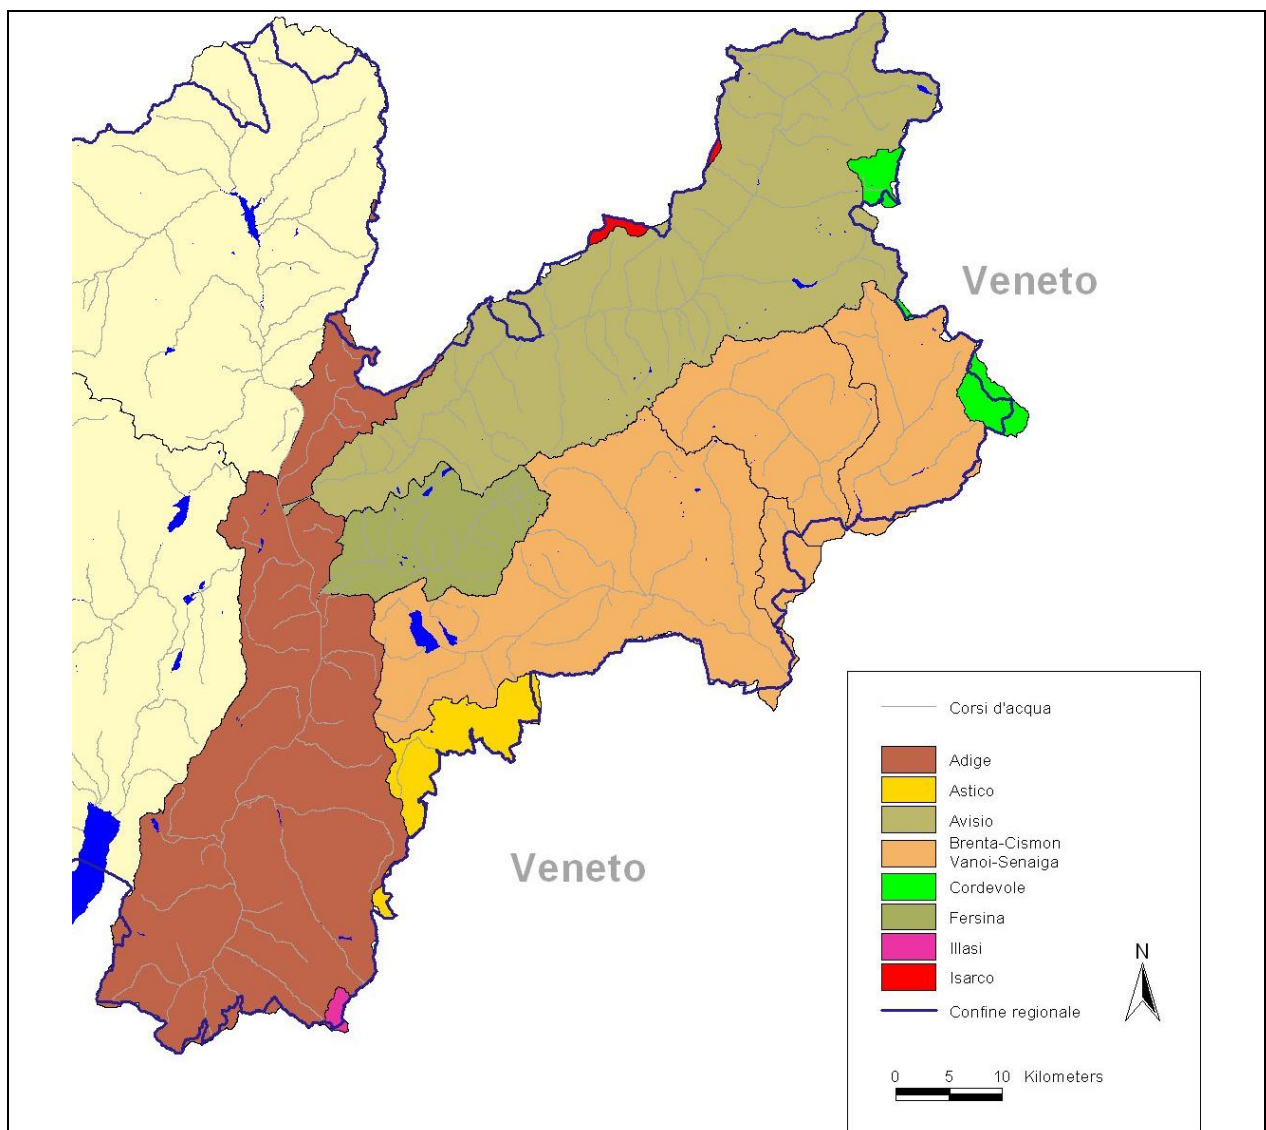 Veneto
Veneto
Corsi d'acqua
Adige
Astico
Avisio
Brenta-Cismon
Vanoi-Senaiga
Cordevole
Fersina
Illasi
Isarco
Confine regionale
N
0 5 10 Kilometers